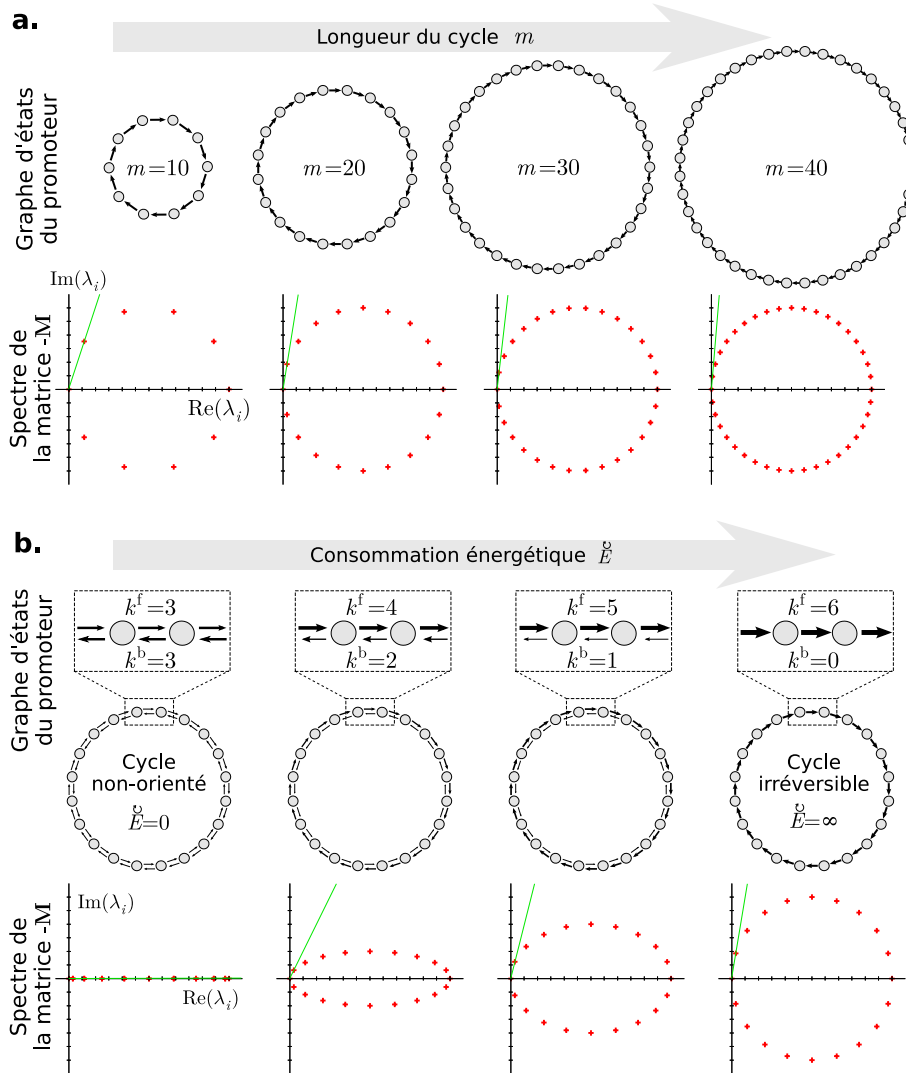 a.
Longueur du cycle m
Graphe d'états
du promoteur
m=10
m=20
m=30
m=40
Spectre de
la matrice -M
Im(λᵢ)
Re(λᵢ)
b.
Consommation énergétique Ĕ
Graphe d'états
du promoteur
kᶠ=3
kᵇ=3
kᶠ=4
kᵇ=2
kᶠ=5
kᵇ=1
kᶠ=6
kᵇ=0
Cycle
non-orienté
Ĕ=0
Cycle
irréversible
Ĕ=∞
Spectre de
la matrice -M
Im(λᵢ)
Re(λᵢ)